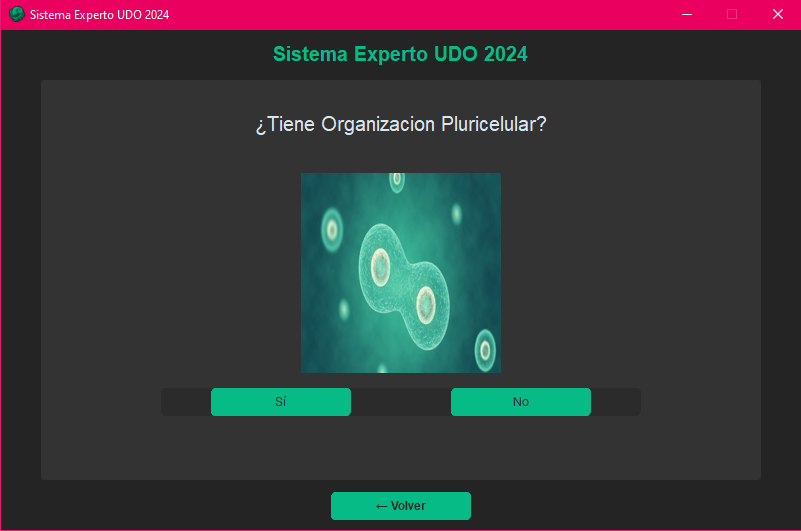 Sistema Experto UDO 2024
Sistema Experto UDO 2024
¿Tiene Organizacion Pluricelular?
Sí
No
← Volver